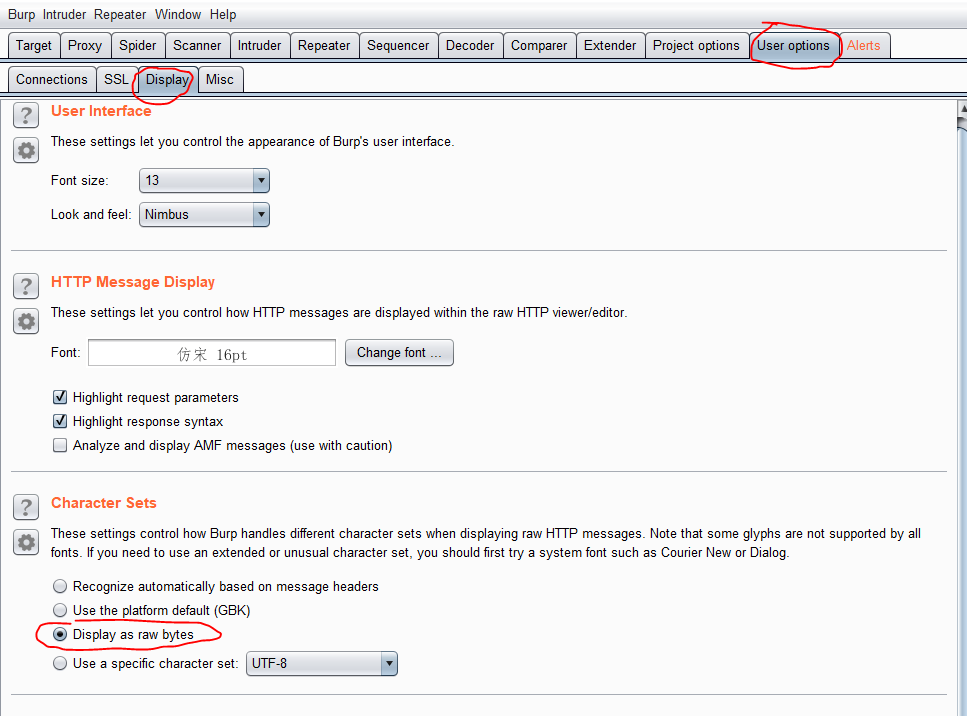 Burp Intruder Repeater Window Help
Target Proxy Spider Scanner Intruder Repeater Sequencer Decoder Comparer Extender Project options User options Alerts
Connections SSL Display Misc
? User Interface
These settings let you control the appearance of Burp's user interface.
Font size: 13
Look and feel: Nimbus
? HTTP Message Display
These settings let you control how HTTP messages are displayed within the raw HTTP viewer/editor.
Font: 仿宋 16pt Change font ...
Highlight request parameters
Highlight response syntax
Analyze and display AMF messages (use with caution)
? Character Sets
These settings control how Burp handles different character sets when displaying raw HTTP messages. Note that some glyphs are not supported by all
fonts. If you need to use an extended or unusual character set, you should first try a system font such as Courier New or Dialog.
Recognize automatically based on message headers
Use the platform default (GBK)
Display as raw bytes
Use a specific character set: UTF-8